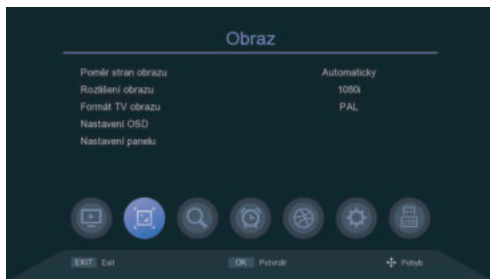 Obraz
Poměr stran obrazu Automaticky
Rozlišení obrazu 1080i
Formát TV obrazu PAL
Nastavení OSD
Nastavení panelu
EXIT Exit OK Potvrdit Pohyb